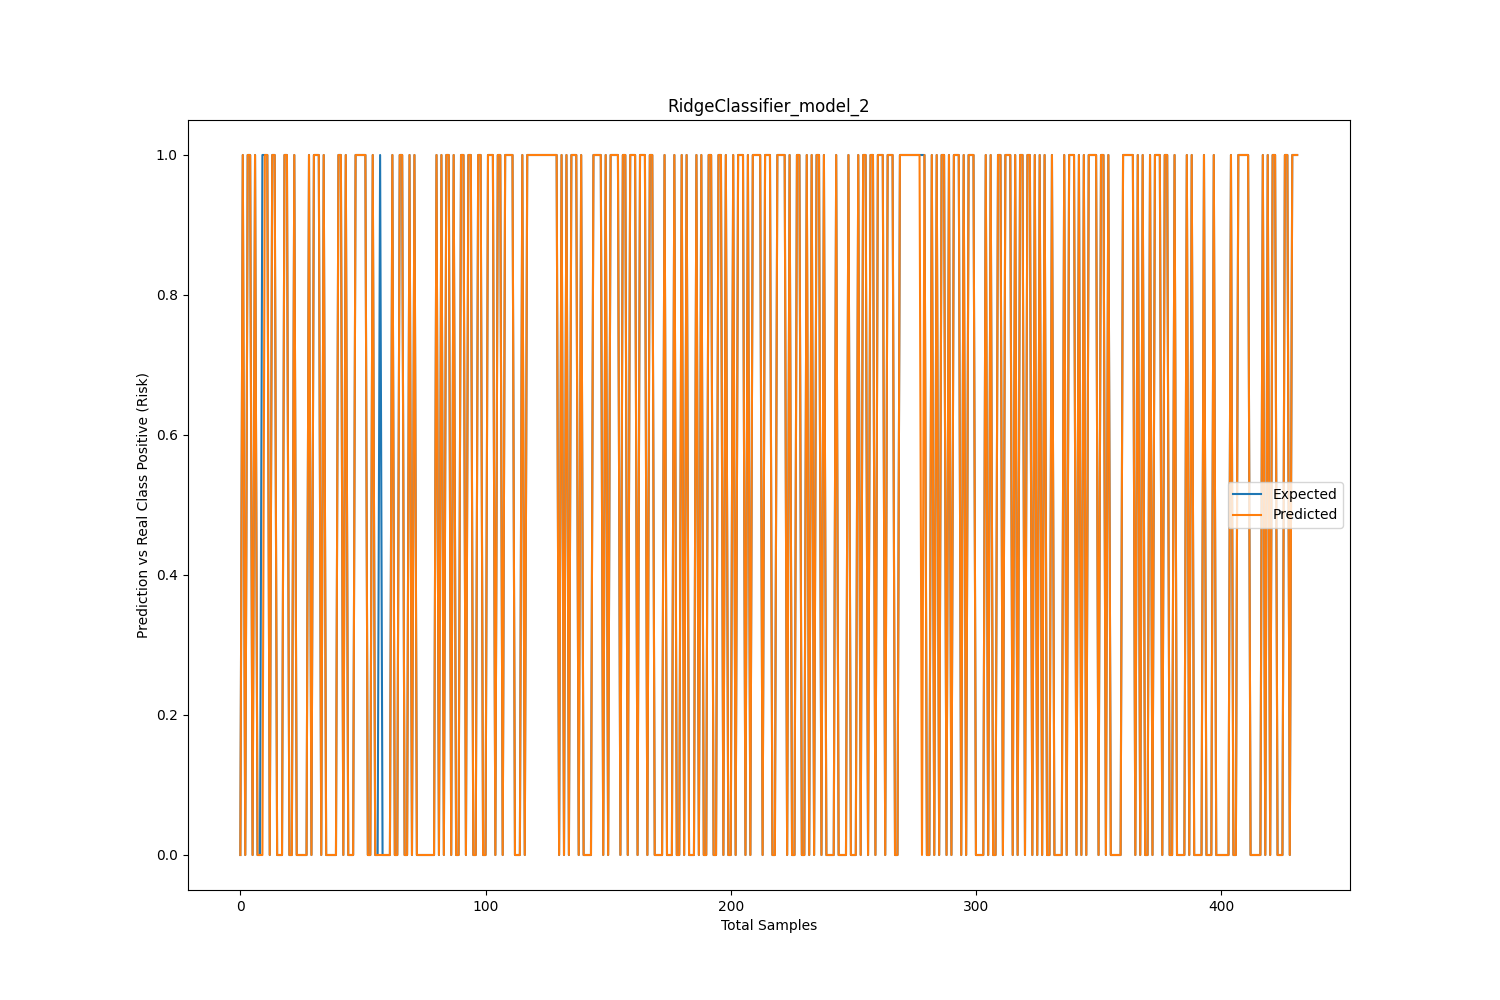 RidgeClassifier_model_2
1.0
0.8
0.6
0.4
0.2
0.0
Prediction vs Real Class Positive (Risk)
Expected
Predicted
0
100
200
300
400
Total Samples